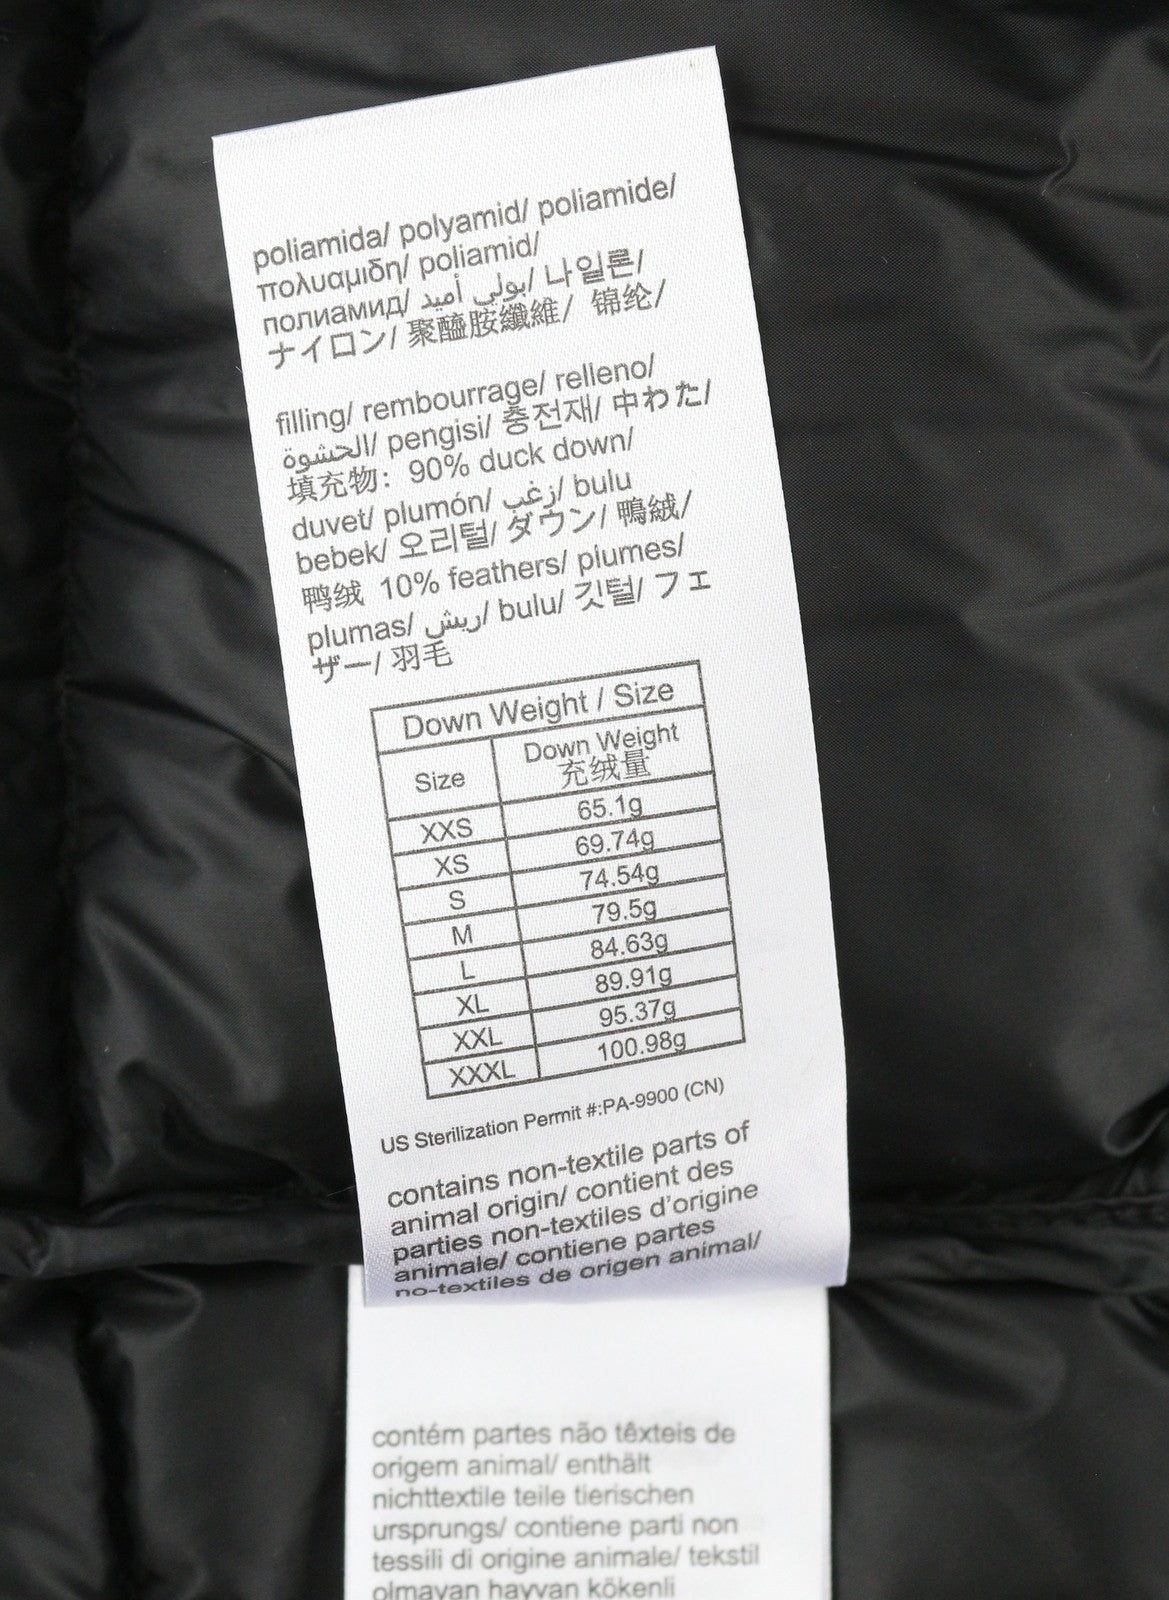 poliamida/ polyamid/ poliamide/
πολυαμιδη/ poliamid/
полиамид/ بولي أميد/ 나일론/
ナイロン/ 聚醯胺纖維/ 锦纶/
filling/ rembourrage/ relleno/
الحشوة/ pengisi/ 충전재/ 中わた/
填充物: 90% duck down/
duvet/ plumón/ زغب/ bulu
bebek/ 오리털/ ダウン/ 鴨絨/
鸭绒 10% feathers/ plumes/
plumas/ ريش/ bulu/ 깃털/ フェ
ザー/ 羽毛
Down Weight / Size
Size Down Weight
充绒量
XXS 65.1g
XS 69.74g
S 74.54g
M 79.5g
L 84.63g
XL 89.91g
XXL 95.37g
XXXL 100.98g
US Sterilization Permit #:PA-9900 (CN)
contains non-textile parts of
animal origin/ contient des
parties non-textiles d'origine
animale/ contiene partes
no-textiles de origen animal/
contém partes não têxteis de
origem animal/ enthält
nichttextile teile tierischen
ursprungs/ contiene parti non
tessili di origine animale/ tekstil
olmayan hayvan kökenli